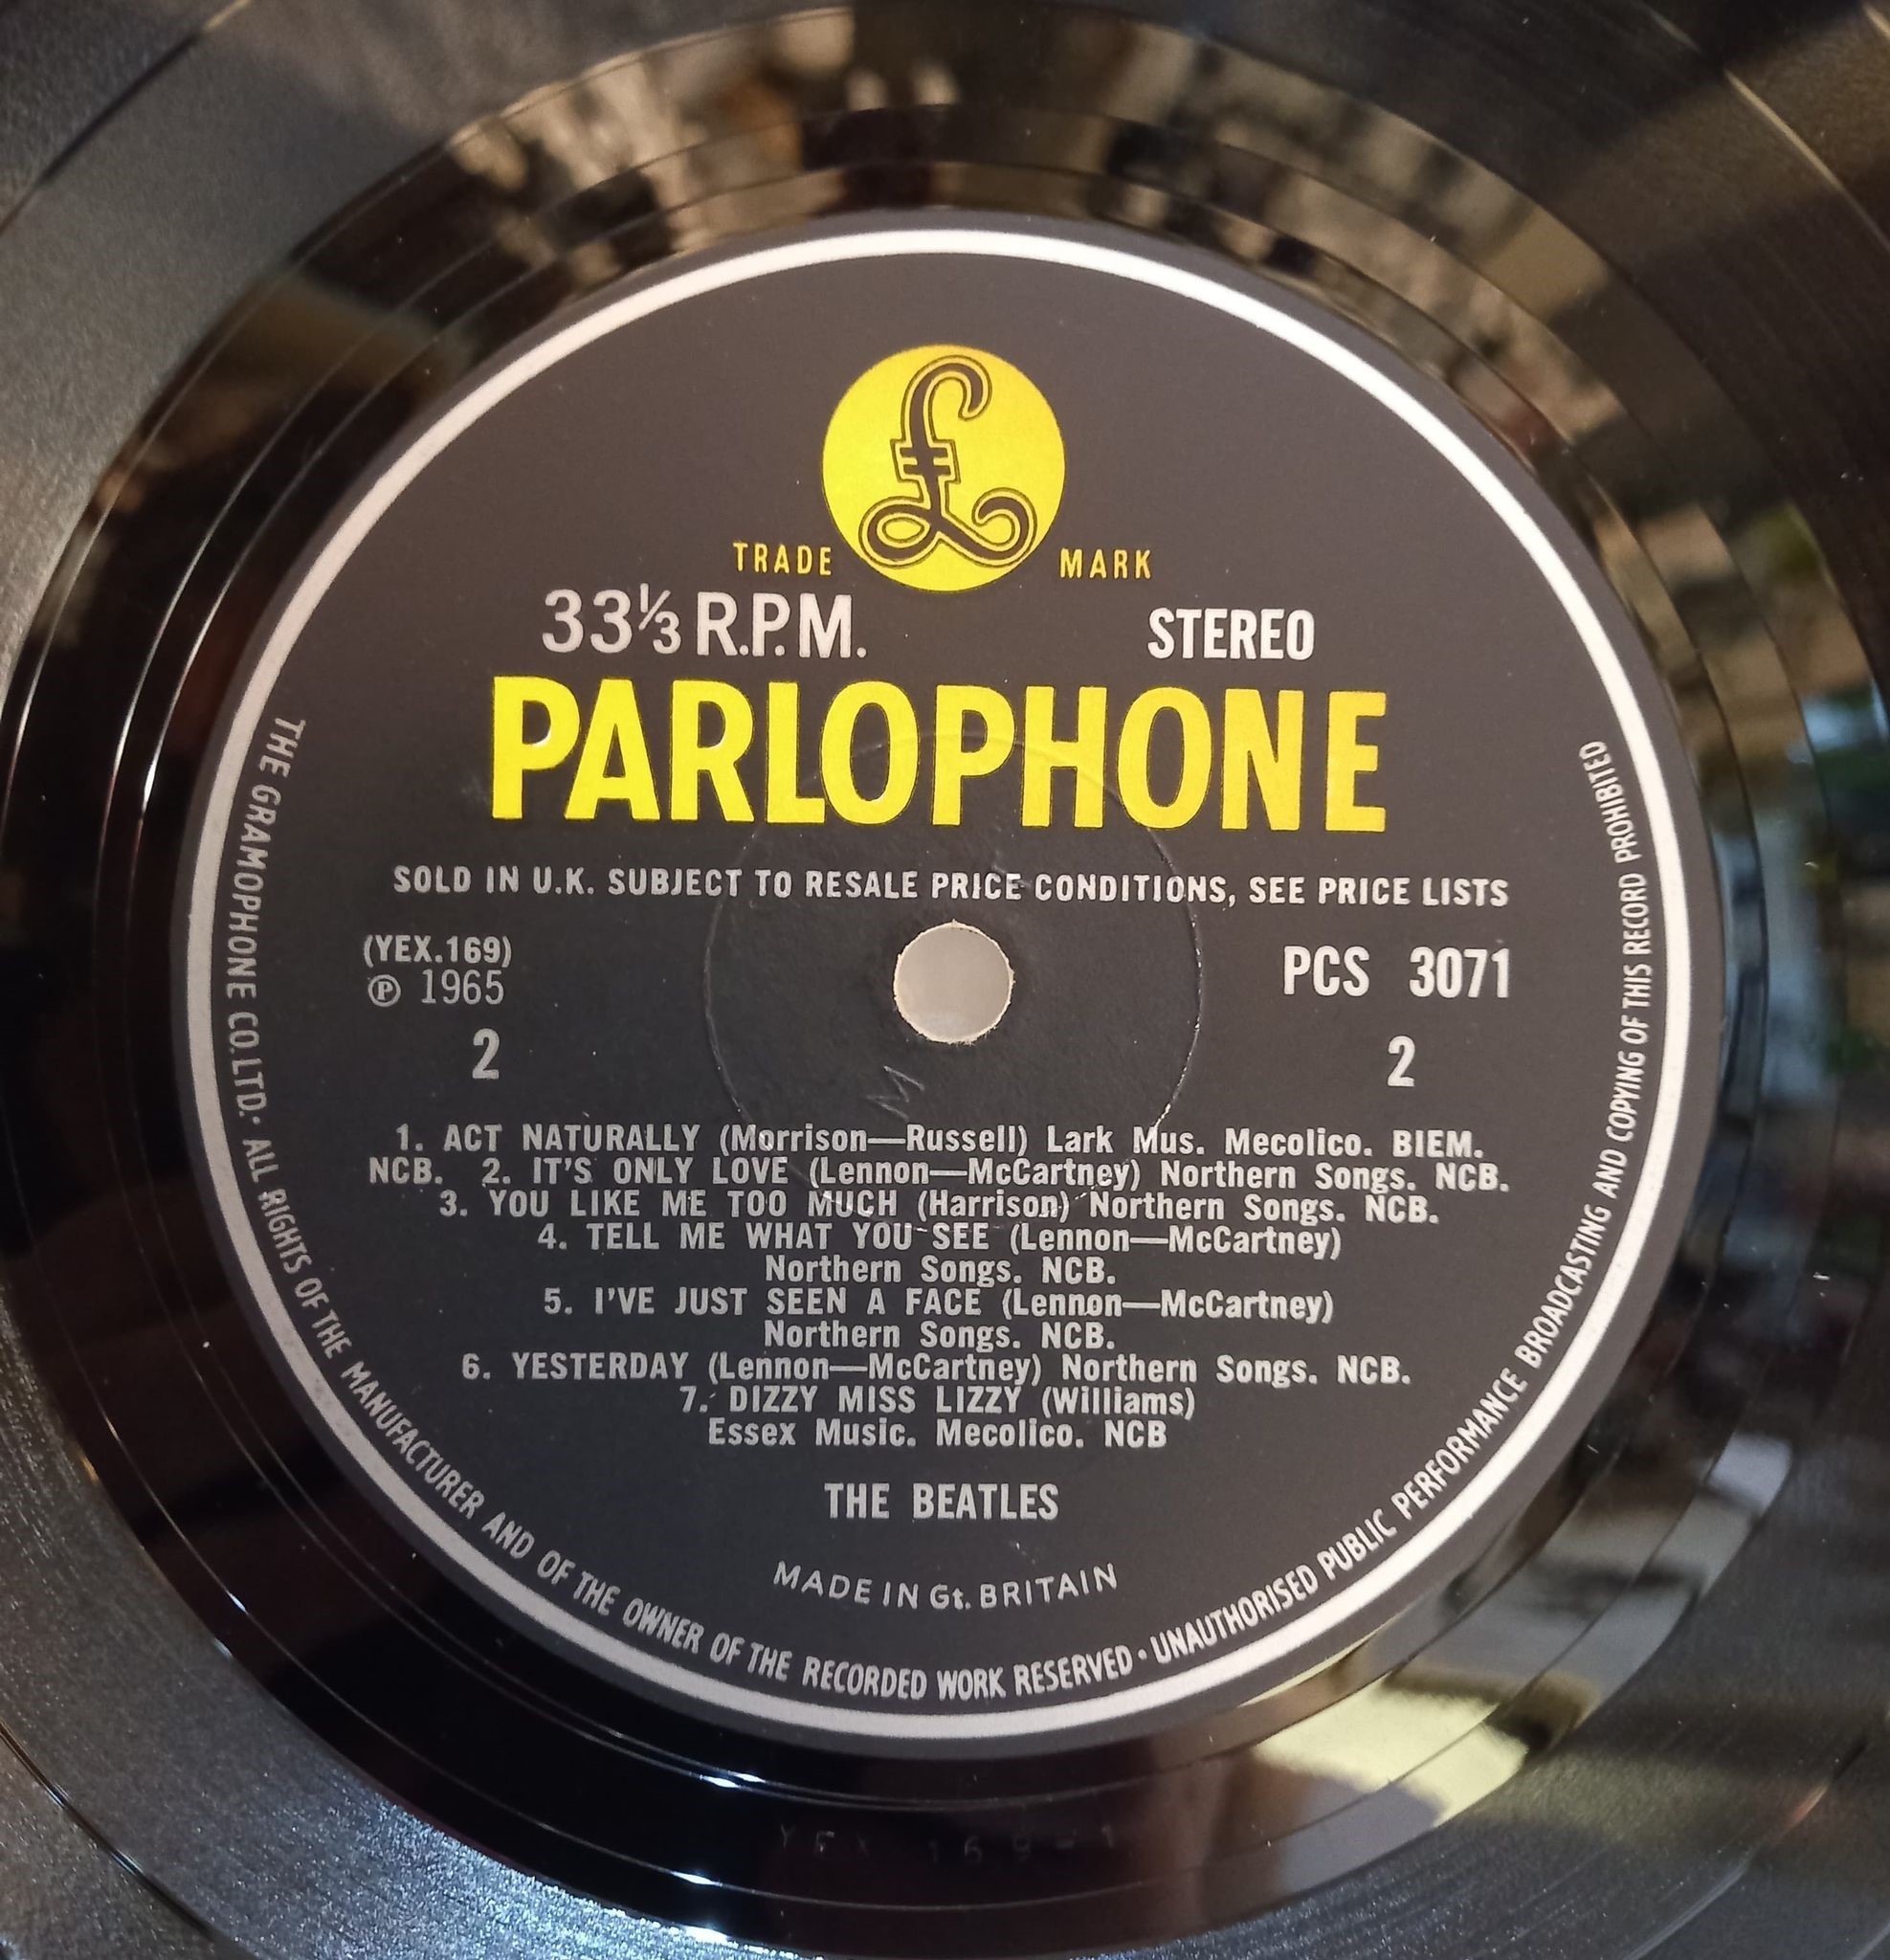 £
TRADE MARK
33⅓ R.P.M. STEREO
PARLOPHONE
SOLD IN U.K. SUBJECT TO RESALE PRICE CONDITIONS, SEE PRICE LISTS
(YEX.169) PCS 3071
℗ 1965
2 2
M
1. ACT NATURALLY (Morrison—Russell) Lark Mus. Mecolico. BIEM.
NCB. 2. IT'S ONLY LOVE (Lennon—McCartney) Northern Songs. NCB.
3. YOU LIKE ME TOO MUCH (Harrison) Northern Songs. NCB.
4. TELL ME WHAT YOU SEE (Lennon—McCartney)
Northern Songs. NCB.
5. I'VE JUST SEEN A FACE (Lennon—McCartney)
Northern Songs. NCB.
6. YESTERDAY (Lennon—McCartney) Northern Songs. NCB.
7. DIZZY MISS LIZZY (Williams)
Essex Music. Mecolico. NCB
THE BEATLES
MADE IN Gt. BRITAIN
THE GRAMOPHONE CO. LTD. • ALL RIGHTS OF THE MANUFACTURER AND OF THE OWNER OF THE RECORDED WORK RESERVED • UNAUTHORISED PUBLIC PERFORMANCE BROADCASTING AND COPYING OF THIS RECORD PROHIBITED
YEX 169-1